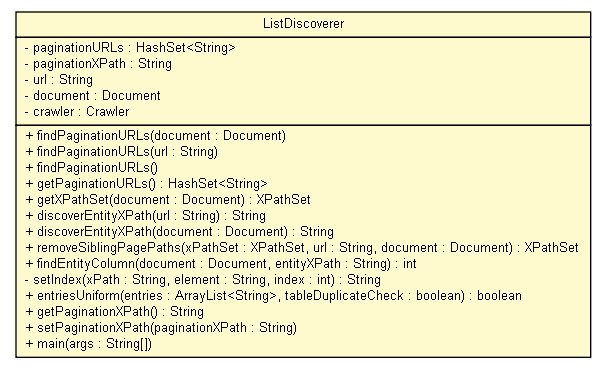 ListDiscoverer
- paginationURLs : HashSet<String>
- paginationXPath : String
- url : String
- document : Document
- crawler : Crawler
+ findPaginationURLs(document : Document)
+ findPaginationURLs(url : String)
+ findPaginationURLs()
+ getPaginationURLs() : HashSet<String>
+ getXPathSet(document : Document) : XPathSet
+ discoverEntityXPath(url : String) : String
+ discoverEntityXPath(document : Document) : String
+ removeSiblingPagePaths(xPathSet : XPathSet, url : String, document : Document) : XPathSet
+ findEntityColumn(document : Document, entityXPath : String) : int
- setIndex(xPath : String, element : String, index : int) : String
+ entriesUniform(entries : ArrayList<String>, tableDuplicateCheck : boolean) : boolean
+ getPaginationXPath() : String
+ setPaginationXPath(paginationXPath : String)
+ main(args : String[])